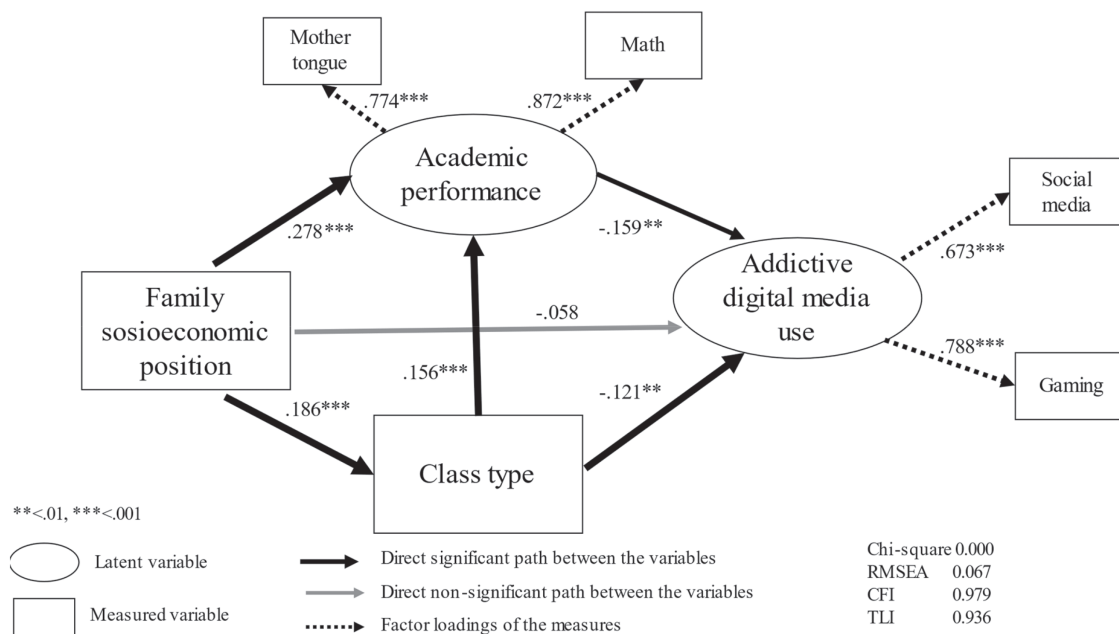 Mother
tongue
Math
.774***
.872***
Academic
performance
Social
media
.278***
-.159**
.673***
Addictive
digital media
use
Family
sosioeconomic
position
-.058
.788***
.156***
-.121**
Gaming
.186***
Class type
**<.01, ***<.001
Latent variable
Measured variable
Direct significant path between the variables
Direct non-significant path between the variables
Factor loadings of the measures
Chi-square 0.000
RMSEA 0.067
CFI 0.979
TLI 0.936